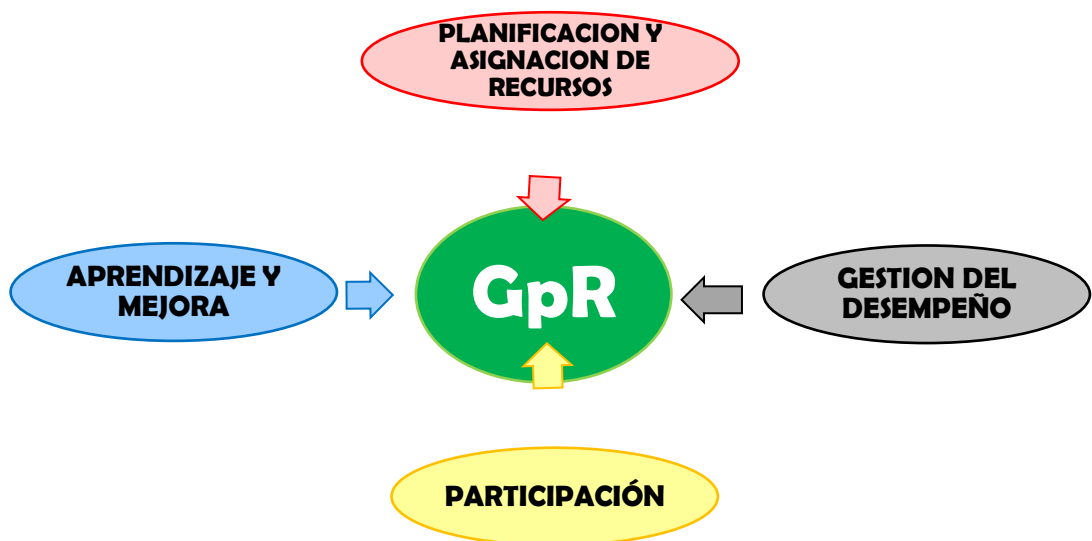 PLANIFICACION Y
ASIGNACION DE
RECURSOS
APRENDIZAJE Y
MEJORA
GpR
GESTION DEL
DESEMPEÑO
PARTICIPACIÓN